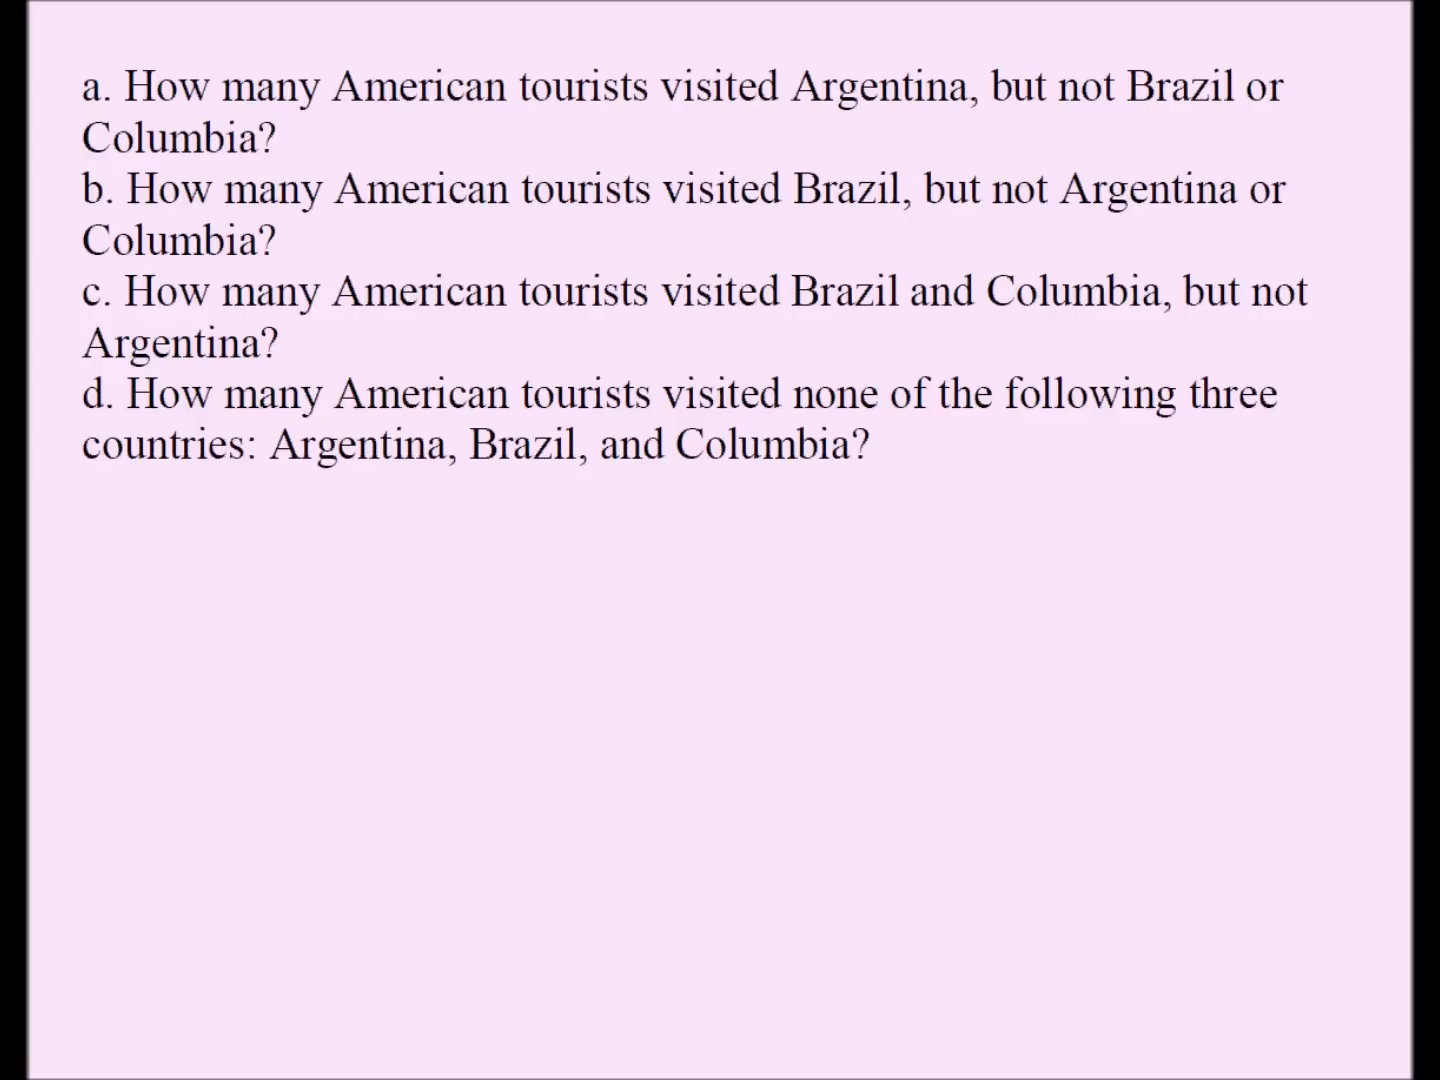 a. How many American tourists visited Argentina, but not Brazil or
Columbia?
b. How many American tourists visited Brazil, but not Argentina or
Columbia?
c. How many American tourists visited Brazil and Columbia, but not
Argentina?
d. How many American tourists visited none of the following three
countries: Argentina, Brazil, and Columbia?